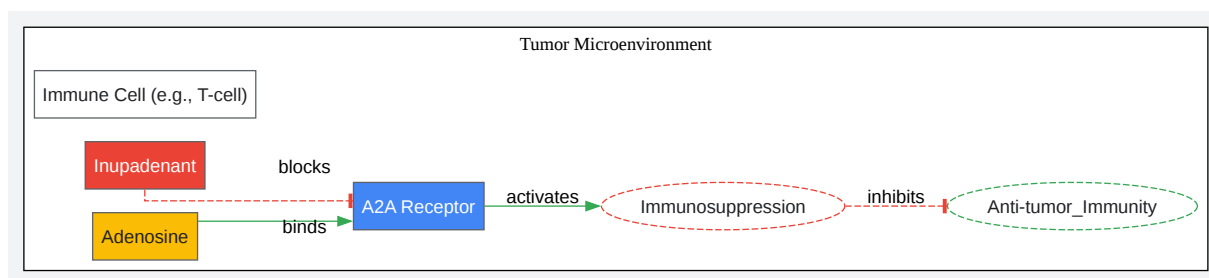 Tumor Microenvironment
Immune Cell (e.g., T-cell)
Inupadenant
blocks
A2A Receptor
activates
Immunosuppression
inhibits
Anti-tumor_Immunity
Adenosine
binds